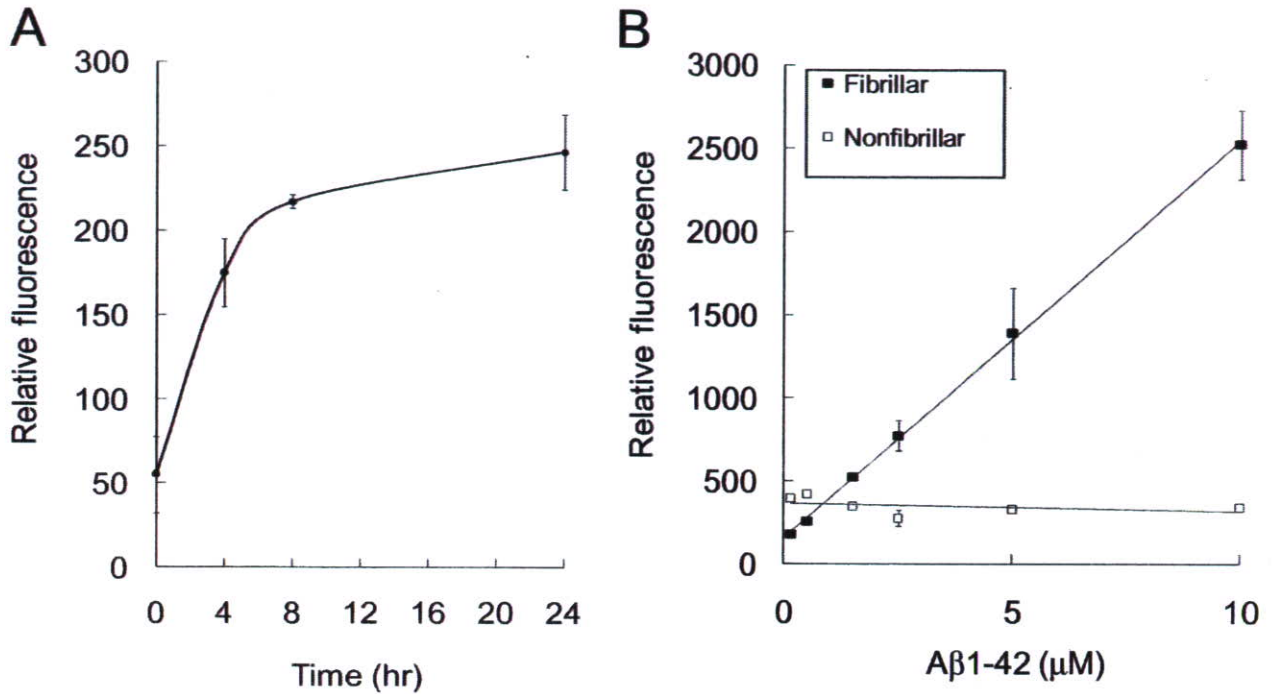 A
300
250
200
150
100
50
0
Relative fluorescence
0 4 8 12 16 20 24
Time (hr)
B
3000
2500
2000
1500
1000
500
0
Relative fluorescence
Fibrillar
Nonfibrillar
0 5 10
Aβ1-42 (μM)